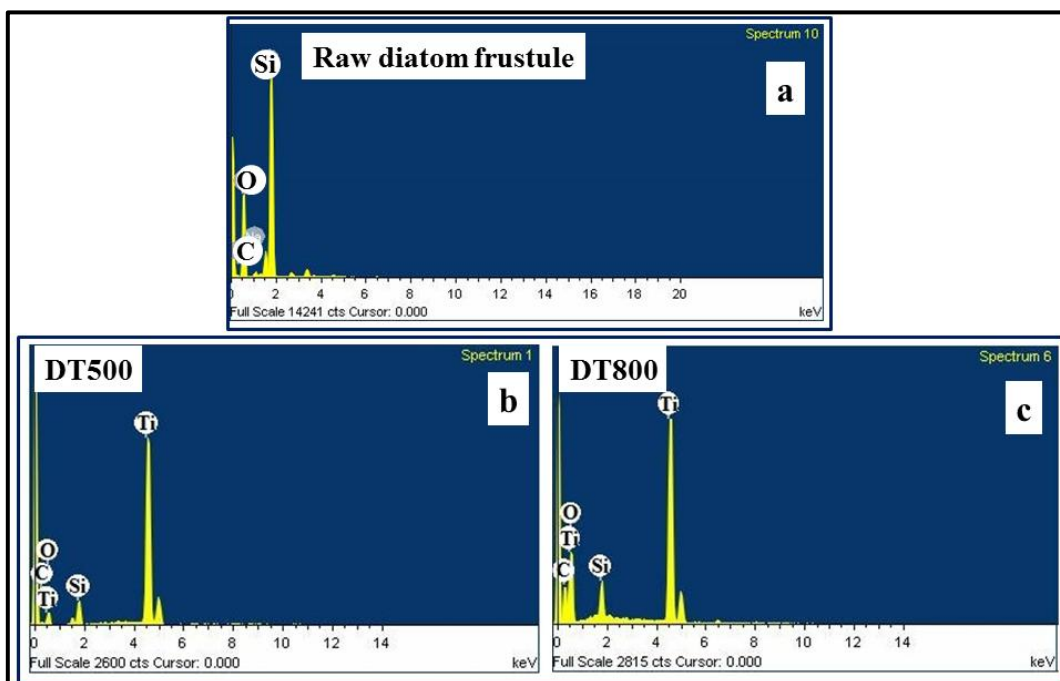 Spectrum 10
Raw diatom frustule
a
Si
O
C
0 2 4 6 8 10 12 14 16 18 20
Full Scale 14241 cts Cursor: 0.000 keV
DT500
Spectrum 1
b
Ti
O
C
Ti
Si
0 2 4 6 8 10 12 14
Full Scale 2600 cts Cursor: 0.000 keV
DT800
Spectrum 6
c
Ti
O
Ti
C
Si
0 2 4 6 8 10 12 14
Full Scale 2815 cts Cursor: 0.000 keV